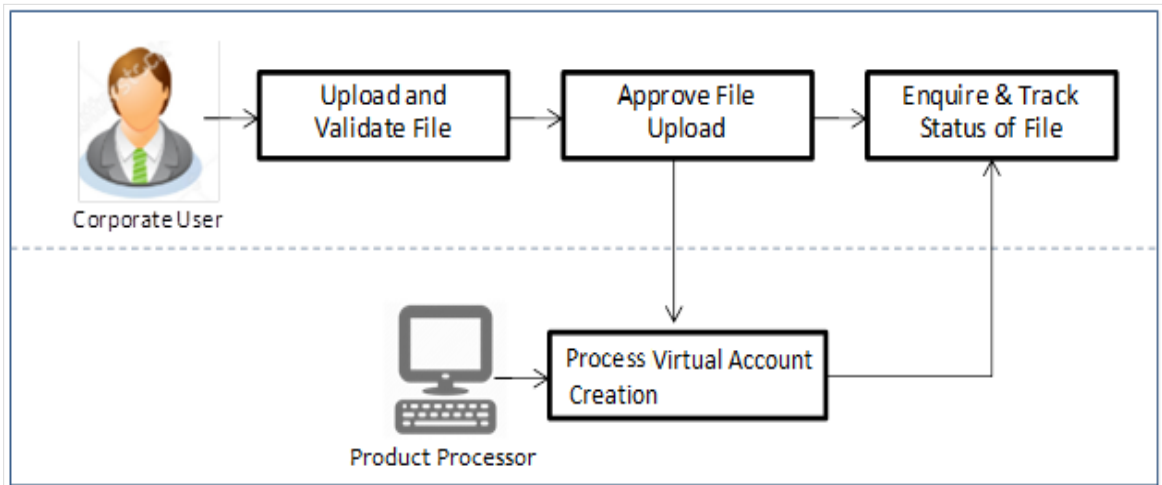 Upload and
Validate File
Approve File
Upload
Enquire & Track
Status of File
Corporate User
Process Virtual Account
Creation
Product Processor